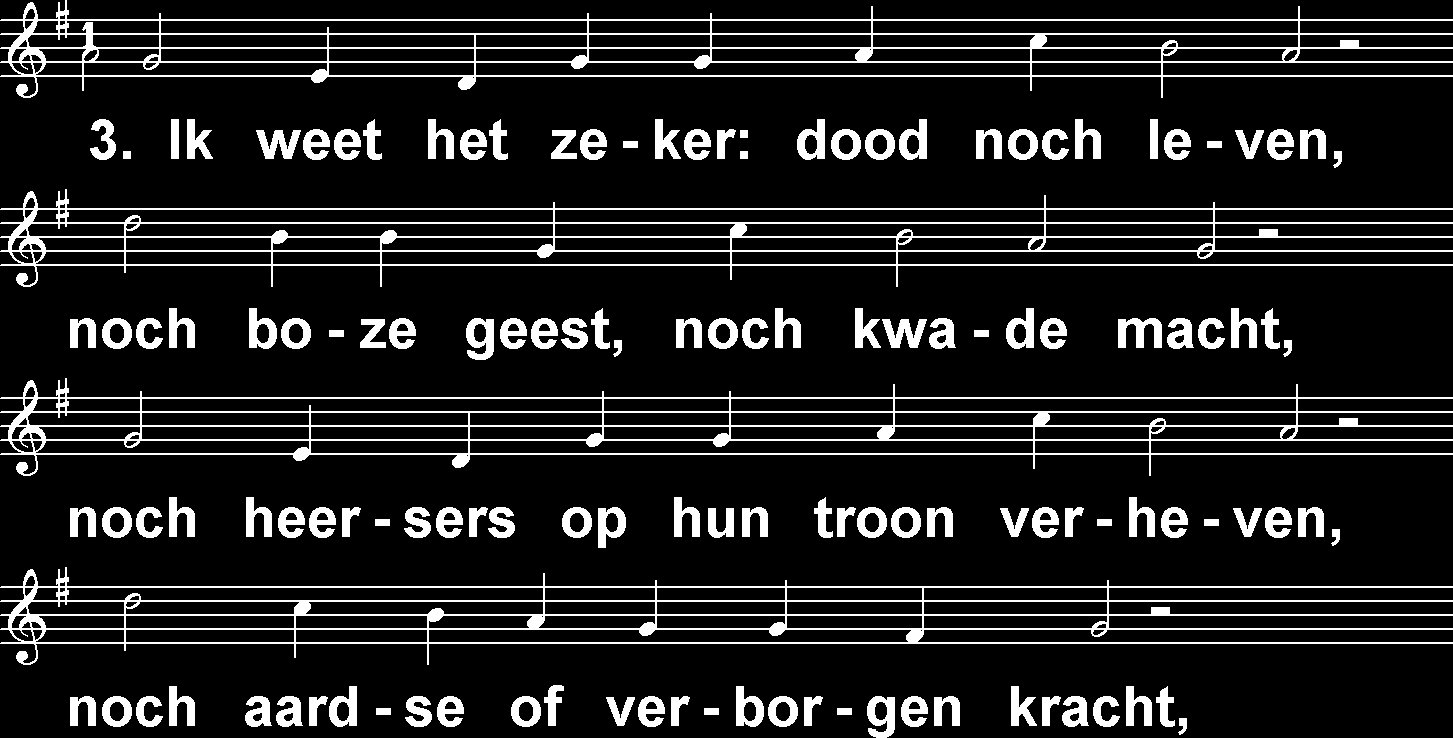 1
3. Ik weet het ze - ker: dood noch le - ven,
noch bo - ze geest, noch kwa - de macht,
noch heer - sers op hun troon ver - he - ven,
noch aard - se of ver - bor - gen kracht,